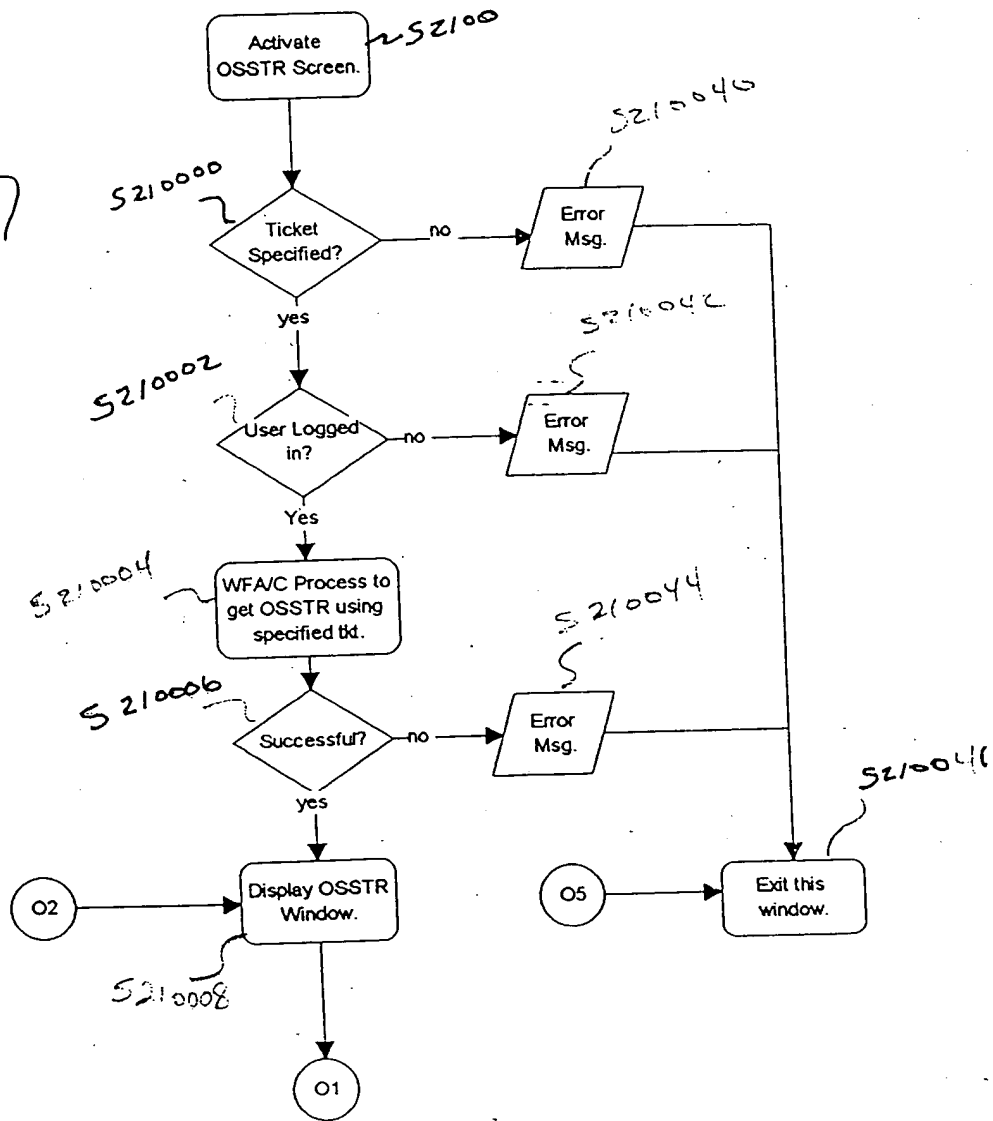 Activate
OSSTR Screen.
S2100
S210040
S210000
Ticket
Specified?
no
Error
Msg.
yes
S210042
S210002
User Logged
in?
no
Error
Msg.
Yes
S210004
WFA/C Process to
get OSSTR using
specified tkt.
S210044
S210006
Successful?
no
Error
Msg.
yes
O2
Display OSSTR
Window.
O5
Exit this
window.
S210008
O1